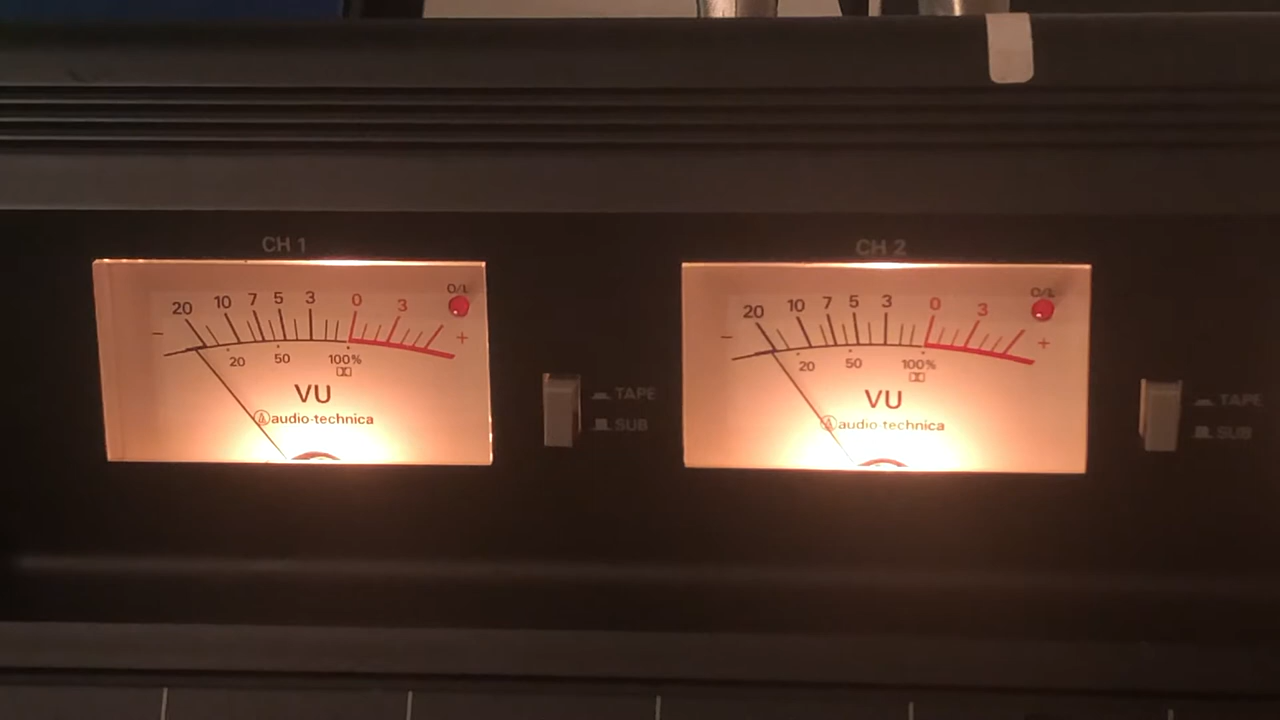 CH 1
20 10 7 5 3 0 3 O/L
- +
20 50 100%
VU
audio-technica
TAPE
SUB
CH 2
20 10 7 5 3 0 3 O/L
- +
20 50 100%
VU
audio-technica
TAPE
SUB